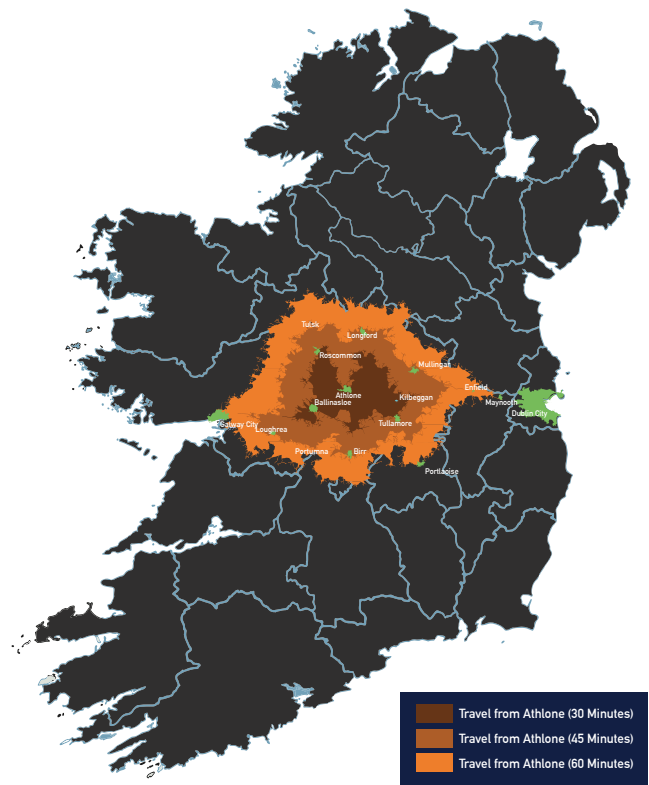 Tulsk
Longford
Roscommon
Mullingar
Enfield
Athlone
Kilbeggan
Maynooth
Ballinasloe
Dublin City
Galway City
Tullamore
Loughrea
Portumna
Birr
Portlaoise
Travel from Athlone (30 Minutes)
Travel from Athlone (45 Minutes)
Travel from Athlone (60 Minutes)